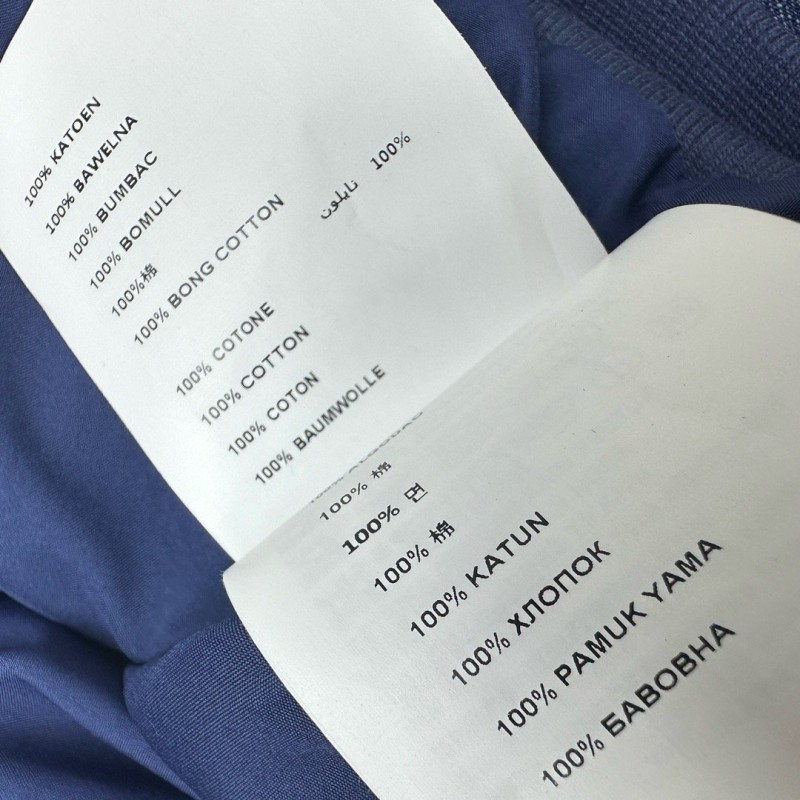 100% KATOEN
100% BAWEŁNA
100% BUMBAC
100% BOMULL
100%棉
100% BONG COTTON
100% نايلون
100% COTONE
100% COTTON
100% COTON
100% BAUMWOLLE
100% 棉
100% 면
100% 棉
100% KATUN
100% ХЛОПОК
100% PAMUK YAMA
100% БАВОВНА